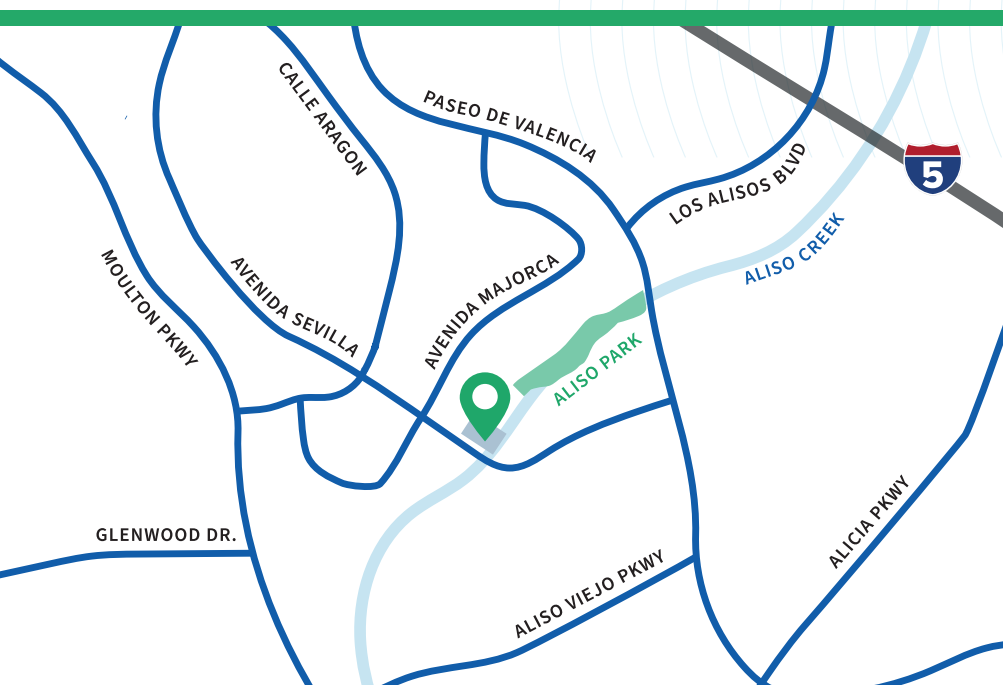 CALLE ARAGON
PASEO DE VALENCIA
LOS ALISOS BLVD
5
ALISO CREEK
MOULTON PKWY
AVENIDA SEVILLA
AVENIDA MAJORCA
ALISO PARK
GLENWOOD DR.
ALICIA PKWY
ALISO VIEJO PKWY